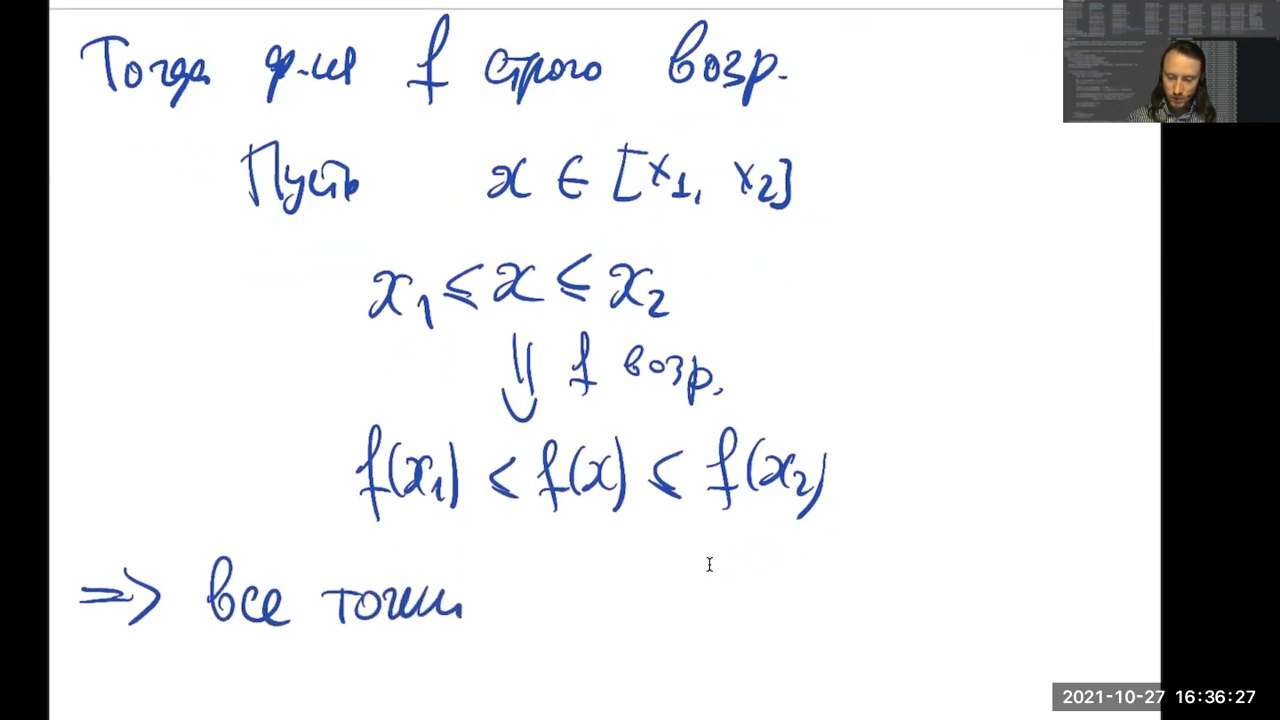 Тогда ф-ия f строго возр.
Пусть x ∈ [x₁, x₂]
x₁ ≤ x ≤ x₂
⇓ f возр.
f(x₁) ≤ f(x) ≤ f(x₂)
=> все точки
2021-10-27 16:36:27